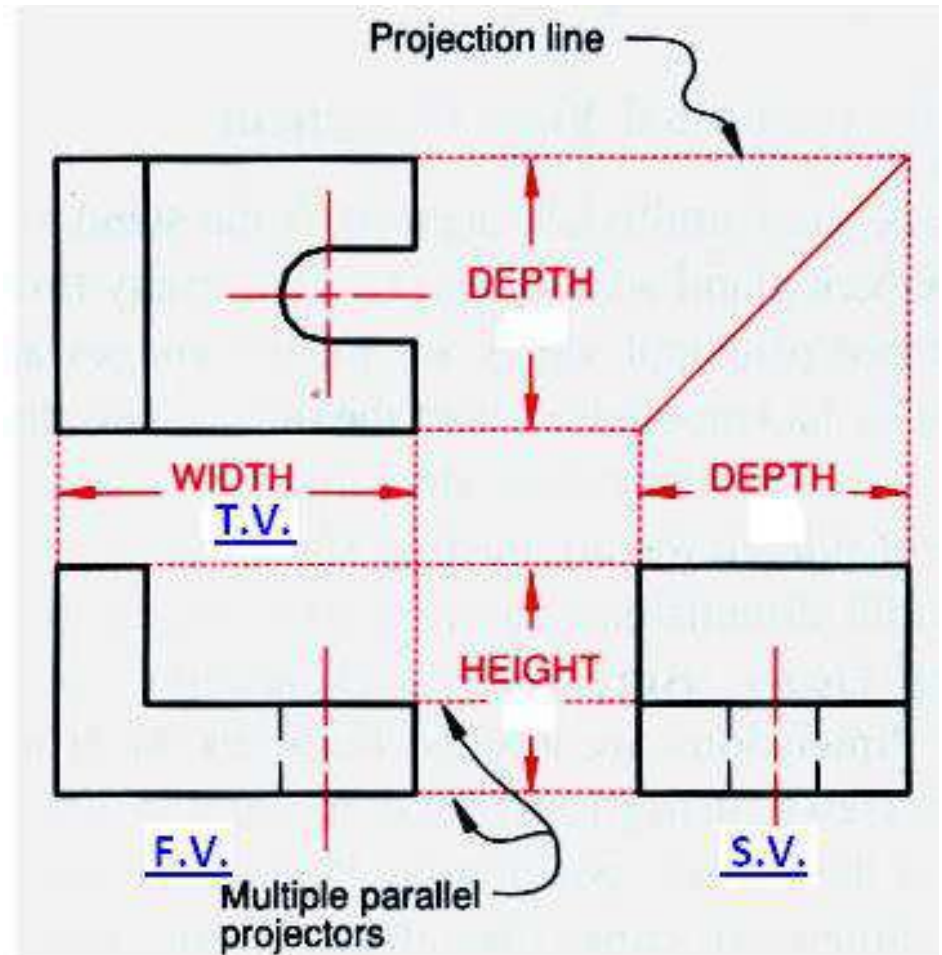 Projection line
DEPTH
WIDTH
DEPTH
T.V.
HEIGHT
F.V.
S.V.
Multiple parallel
projectors